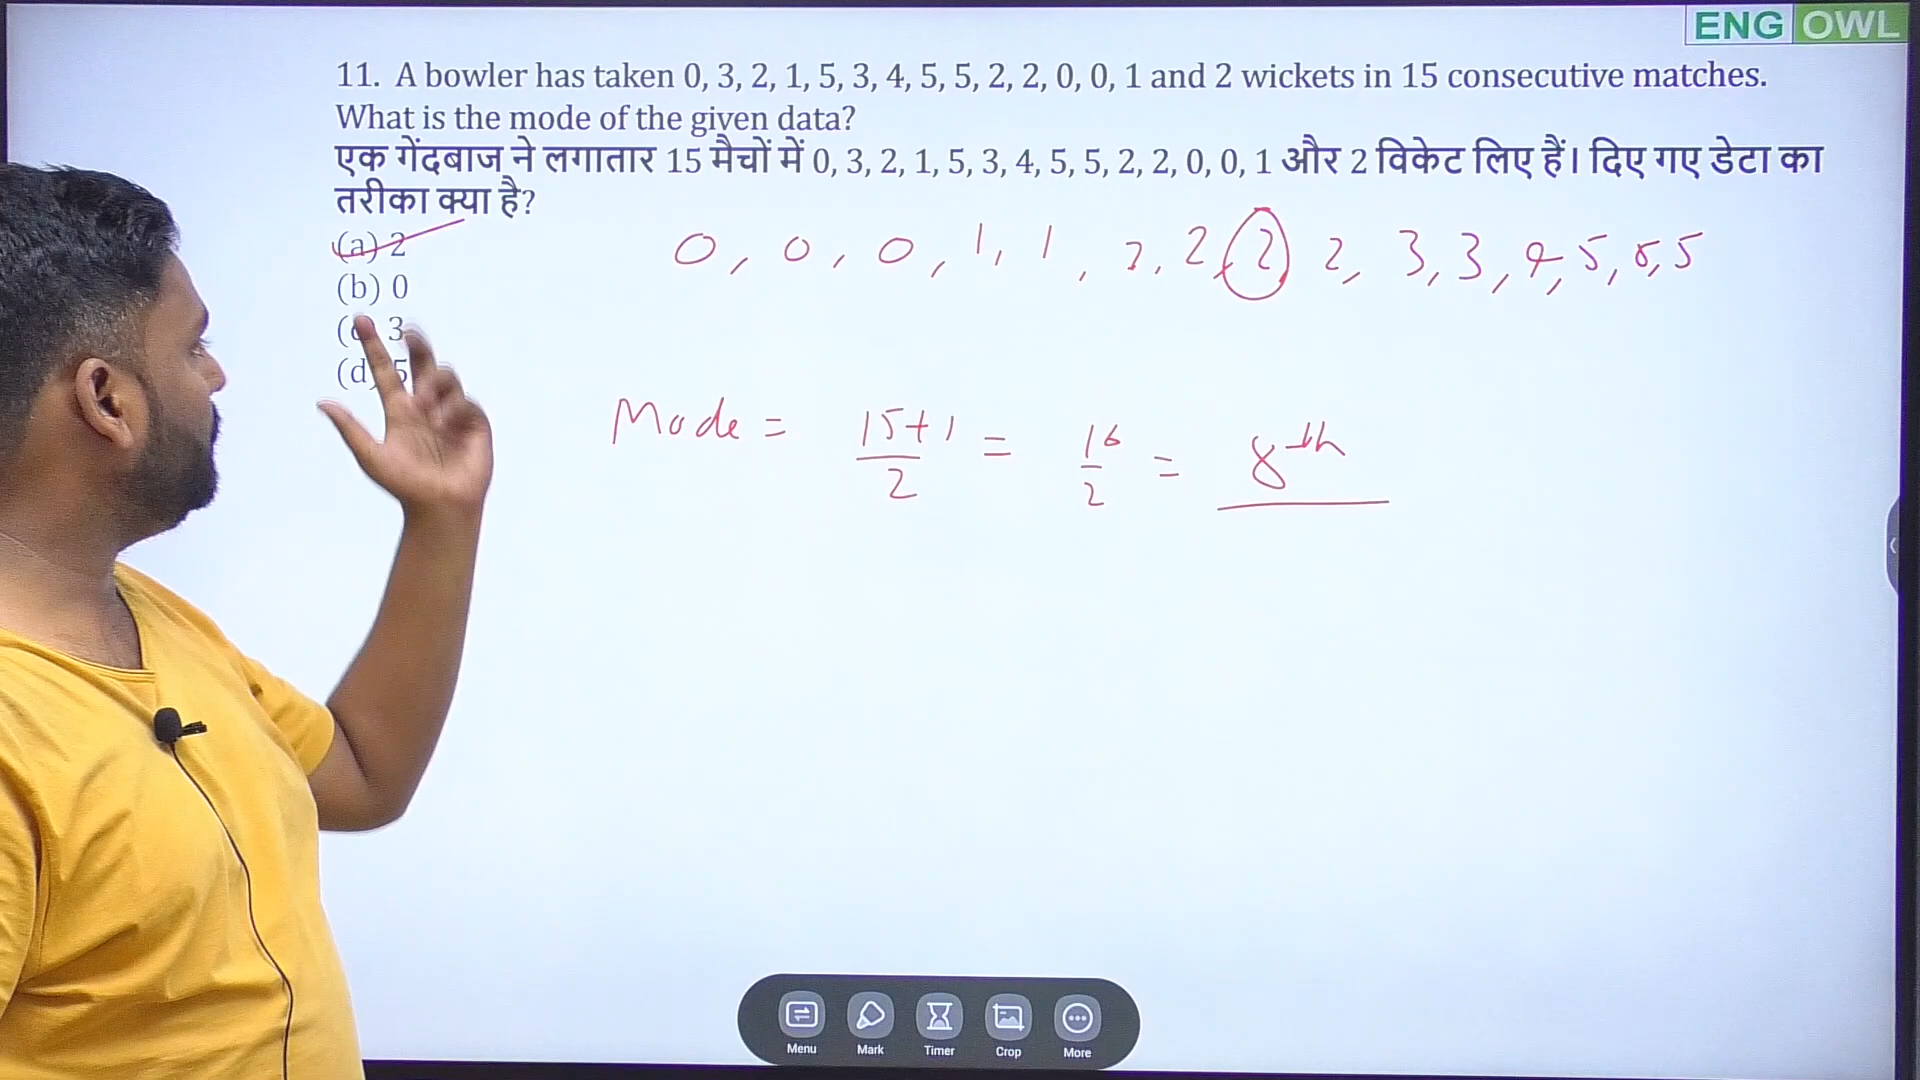 ENG OWL
11. A bowler has taken 0, 3, 2, 1, 5, 3, 4, 5, 5, 2, 2, 0, 0, 1 and 2 wickets in 15 consecutive matches.
What is the mode of the given data?
एक गेंदबाज ने लगातार 15 मैचों में 0, 3, 2, 1, 5, 3, 4, 5, 5, 2, 2, 0, 0, 1 और 2 विकेट लिए हैं। दिए गए डेटा का
तरीका क्या है?
(a) 2
0, 0, 0, 1, 1, 2, 2, 2 2, 3, 3, 4, 5, 5, 5
(b) 0
(c) 3
(d) 5
Mode = 15+1/2 = 16/2 = 8th
Menu Mark Timer Crop More